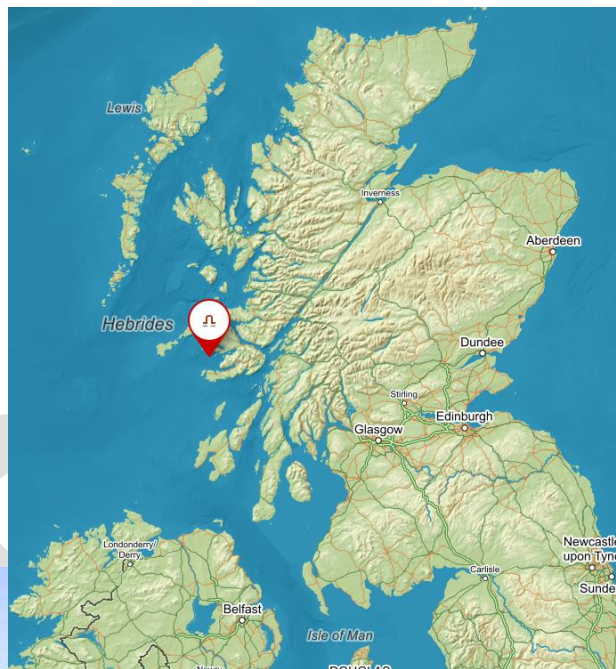 Lewis
Inverness
Aberdeen
Hebrides
Dundee
Stirling
Edinburgh
Glasgow
Londonderry/
Derry
Newcastle
upon Tyne
Carlisle
Sunde
Belfast
Isle of Man
DOUGLAS